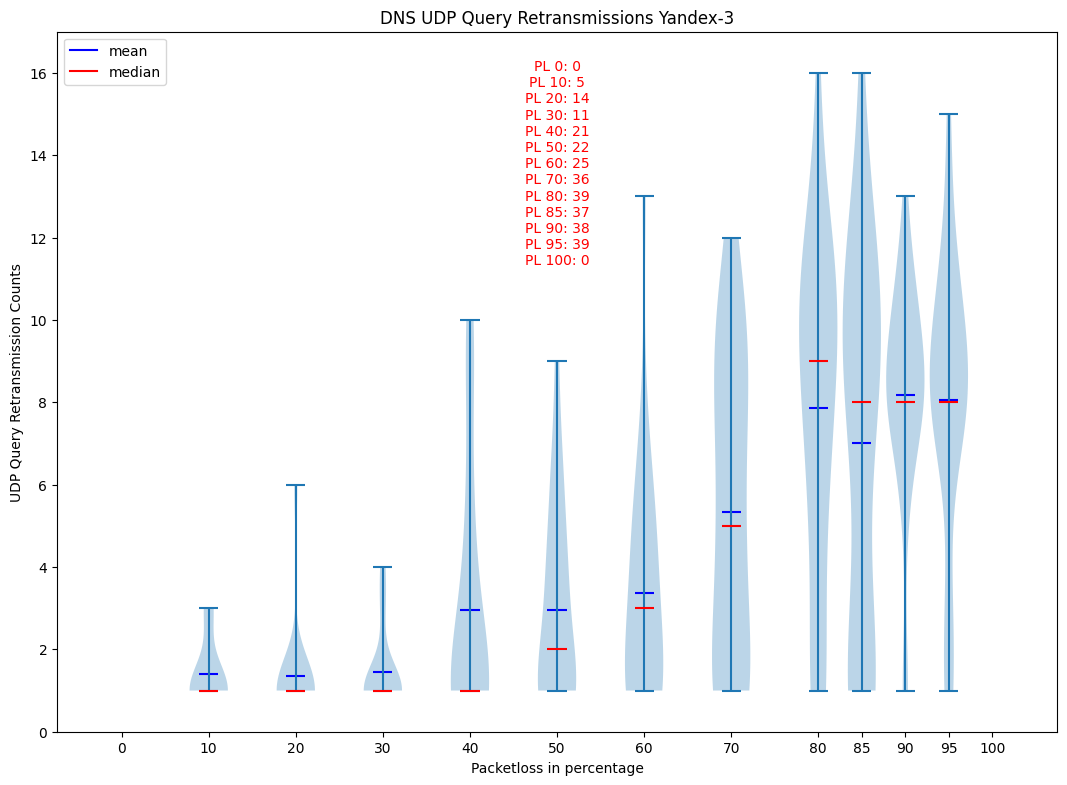 DNS UDP Query Retransmissions Yandex-3
mean
median
PL 0: 0
PL 10: 5
PL 20: 14
PL 30: 11
PL 40: 21
PL 50: 22
PL 60: 25
PL 70: 36
PL 80: 39
PL 85: 37
PL 90: 38
PL 95: 39
PL 100: 0
UDP Query Retransmission Counts
16
14
12
10
8
6
4
2
0
0 10 20 30 40 50 60 70 80 85 90 95 100
Packetloss in percentage